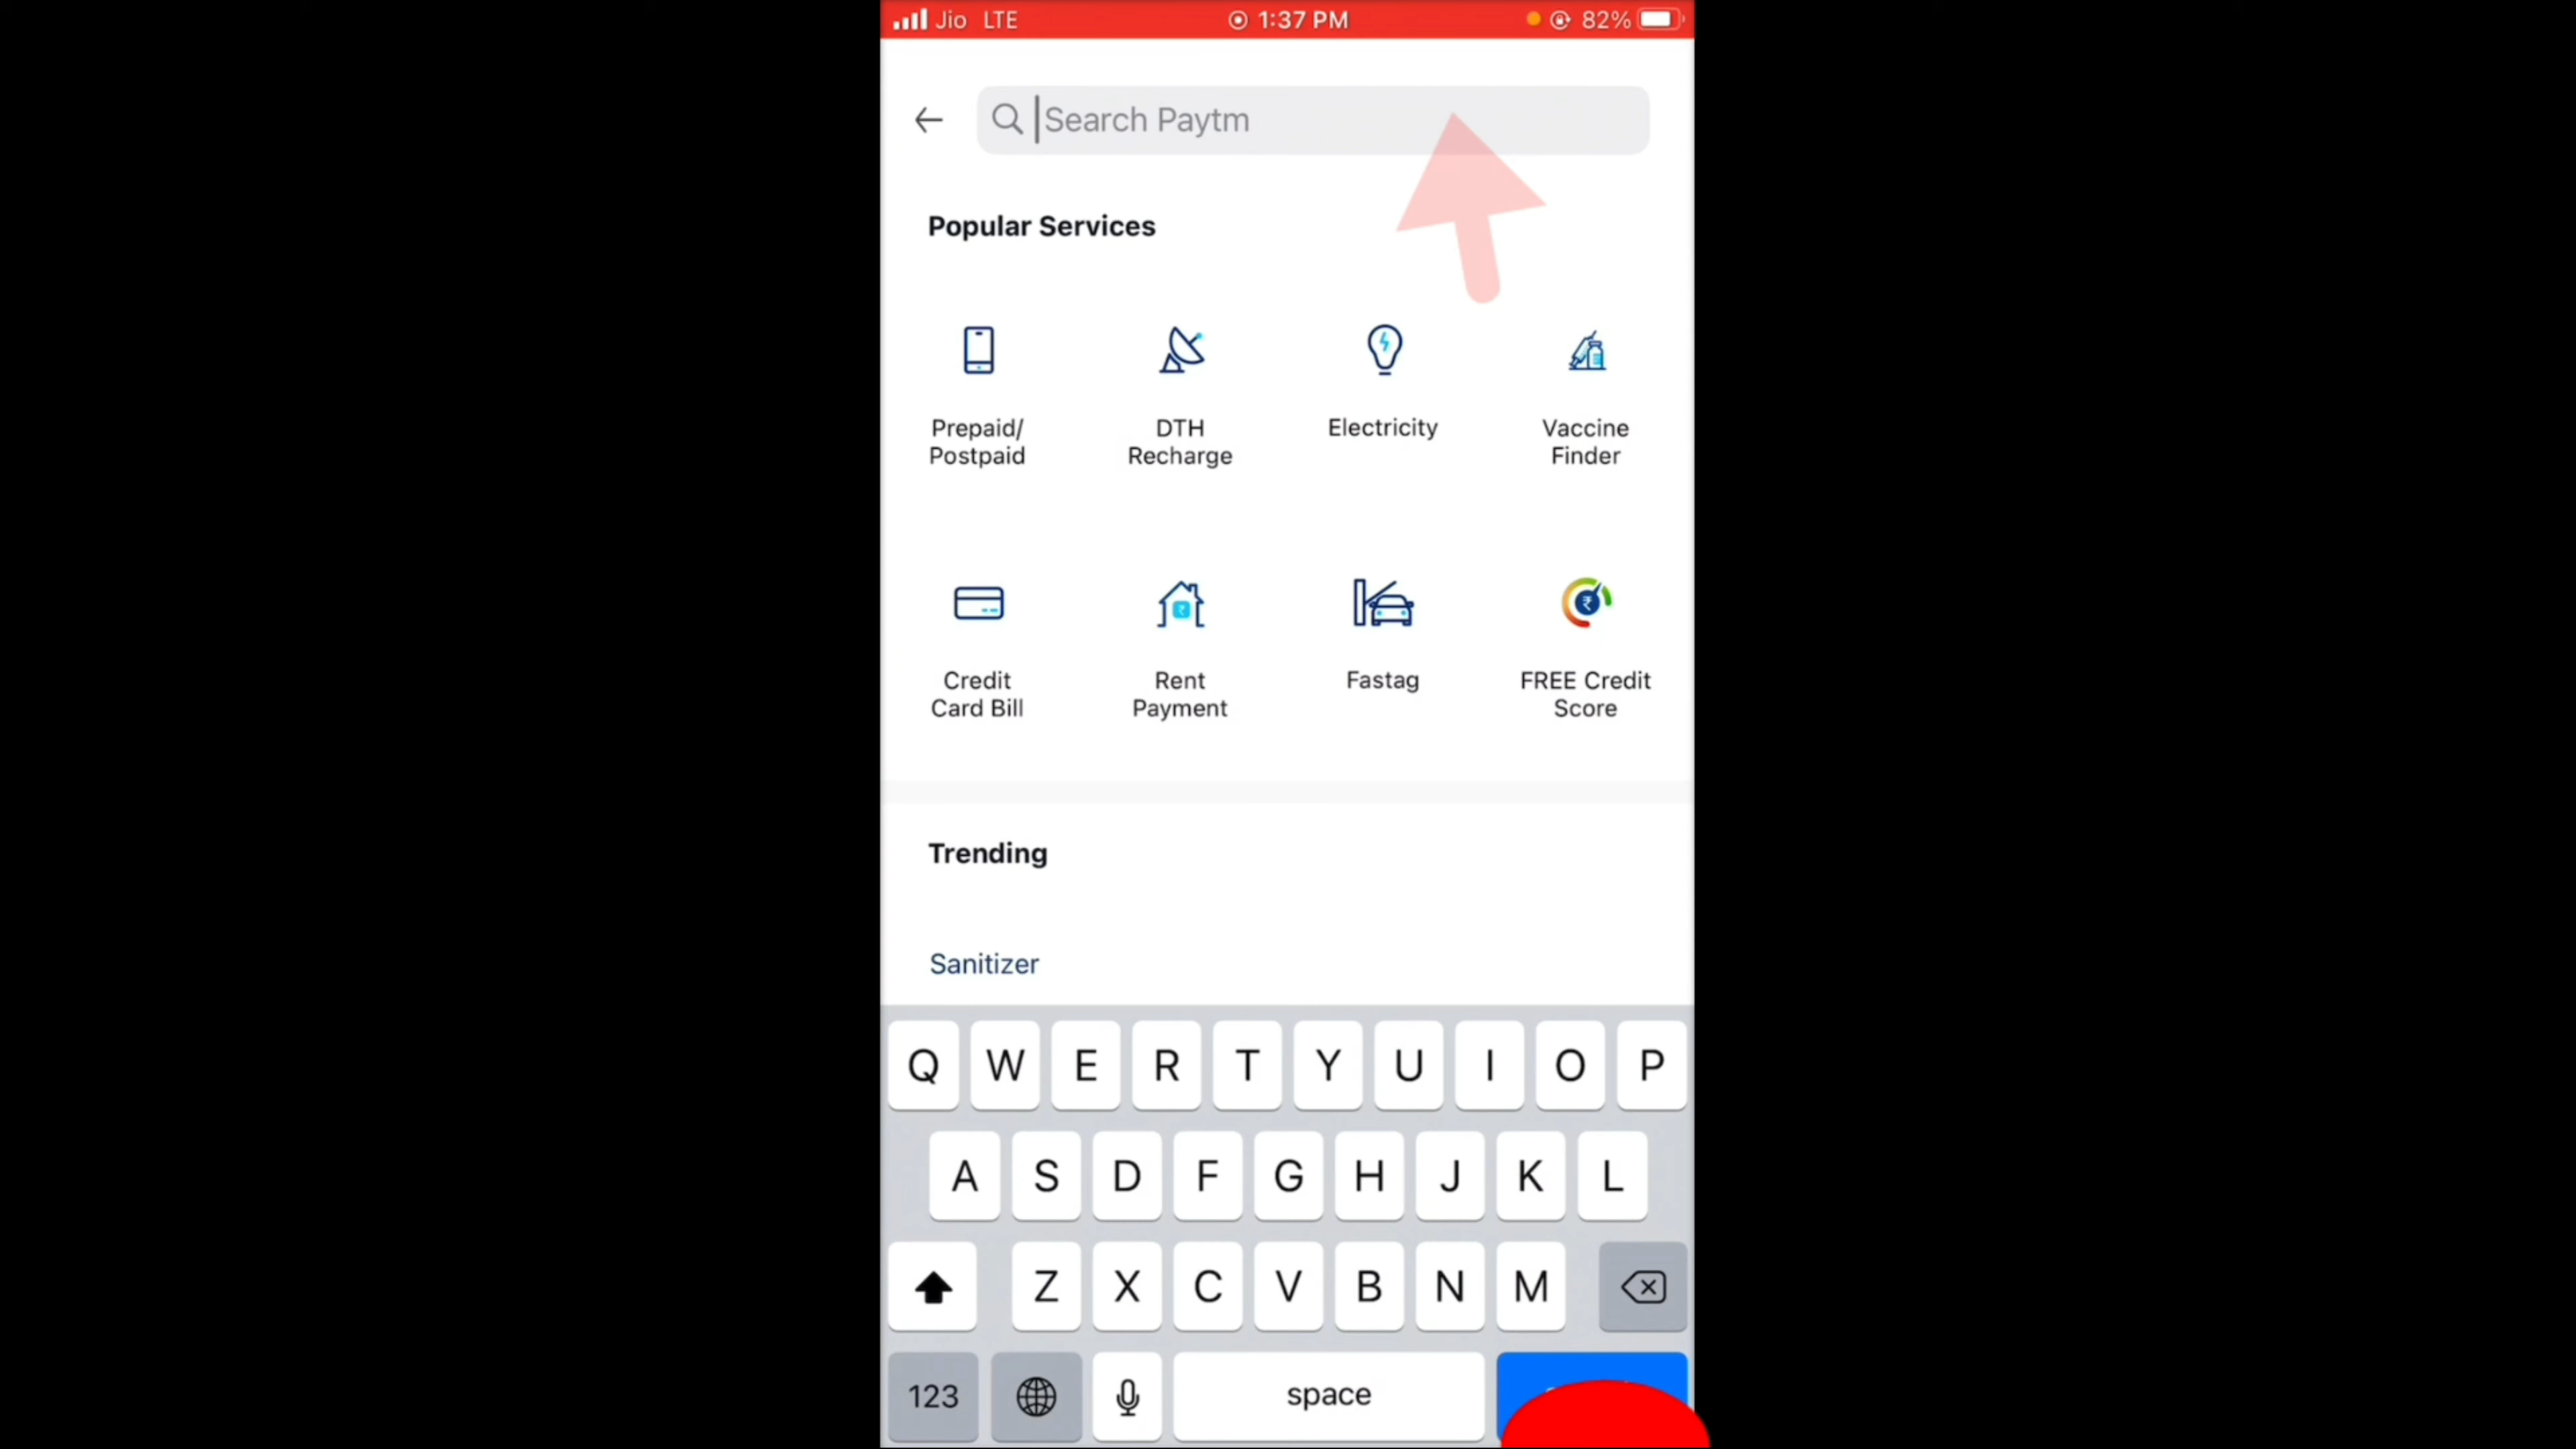 Jio LTE 1:37 PM 82%
Search Paytm
Popular Services
Prepaid/
Postpaid
DTH
Recharge
Electricity
Vaccine
Finder
Credit
Card Bill
Rent
Payment
Fastag
FREE Credit
Score
Trending
Sanitizer
Q W E R T Y U I O P
A S D F G H J K L
Z X C V B N M
123 space